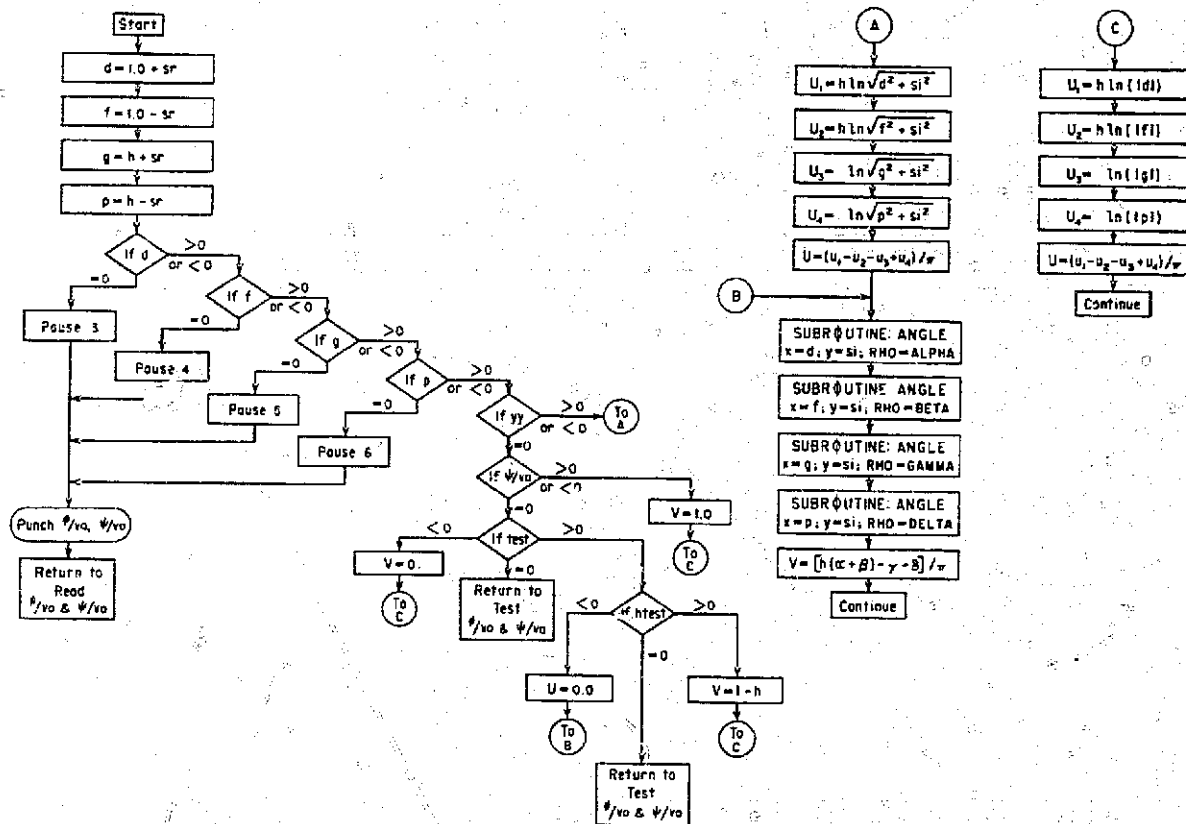 Start
d = 1.0 + sr
f = 1.0 - sr
g = h + sr
p = h - sr
If d
>0
or <0
=0
Pause 3
If f
>0
or <0
=0
Pause 4
If g
>0
or <0
=0
Pause 5
If p
>0
or <0
=0
Pause 6
If yy
>0
or <0
To
A
=0
If ψ/vo
>0
or <0
V = 1.0
To
C
=0
If test
<0
V = 0.
To
C
=0
Return to
Test
φ/vo & ψ/vo
>0
If htest
<0
U = 0.0
To
B
=0
Return to
Test
φ/vo & ψ/vo
>0
V = 1 - h
To
C
Punch φ/vo, ψ/vo
Return to
Read
φ/vo & ψ/vo
A
U₁ = h ln √d² + si²
U₂ = h ln √f² + si²
U₃ = ln √g² + si²
U₄ = ln √p² + si²
U = (u₁ - u₂ - u₃ + u₄) / π
B
SUBRØUTINE: ANGLE
x = d; y = si; RHO = ALPHA
SUBRØUTINE: ANGLE
x = f; y = si; RHO = BETA
SUBRØUTINE: ANGLE
x = g; y = si; RHO = GAMMA
SUBRØUTINE: ANGLE
x = p; y = si; RHO = DELTA
V = [h(α + β) - γ - δ] / π
Continue
C
U₁ = h ln (|d|)
U₂ = h ln (|f|)
U₃ = ln (|g|)
U₄ = ln (|p|)
U = (u₁ - u₂ - u₃ + u₄) / π
Continue